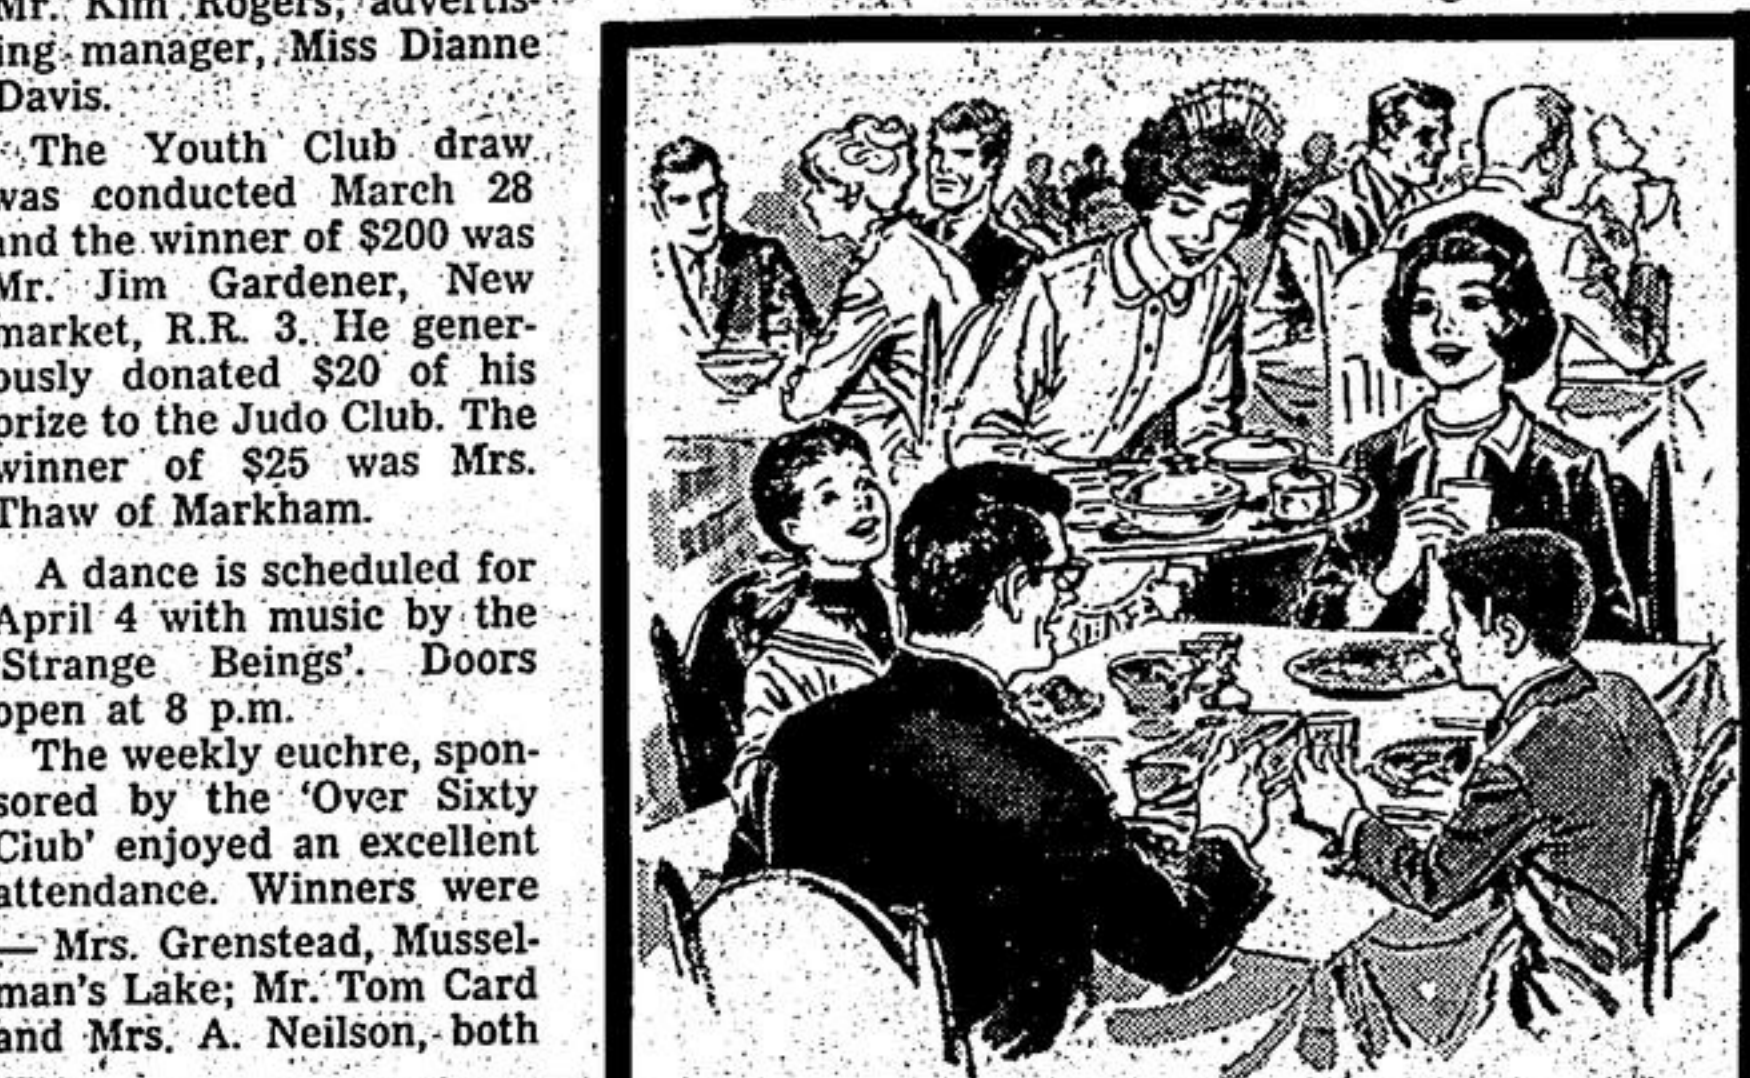 Mr. Kim Rogers; advertis-
ing manager, Miss Dianne
Davis.
The Youth Club draw
was conducted March 28
and the winner of $200 was
Mr. Jim Gardener, New
market, R.R. 3. He gener-
ously donated $20 of his
prize to the Judo Club. The
winner of $25 was Mrs.
Thaw of Markham.
A dance is scheduled for
April 4 with music by the
'Strange Beings'. Doors
open at 8 p.m.
The weekly euchre, spon-
sored by the 'Over Sixty
Club' enjoyed an excellent
attendance. Winners were
— Mrs. Grenstead, Mussel-
man's Lake; Mr. Tom Card
and Mrs. A. Neilson, both